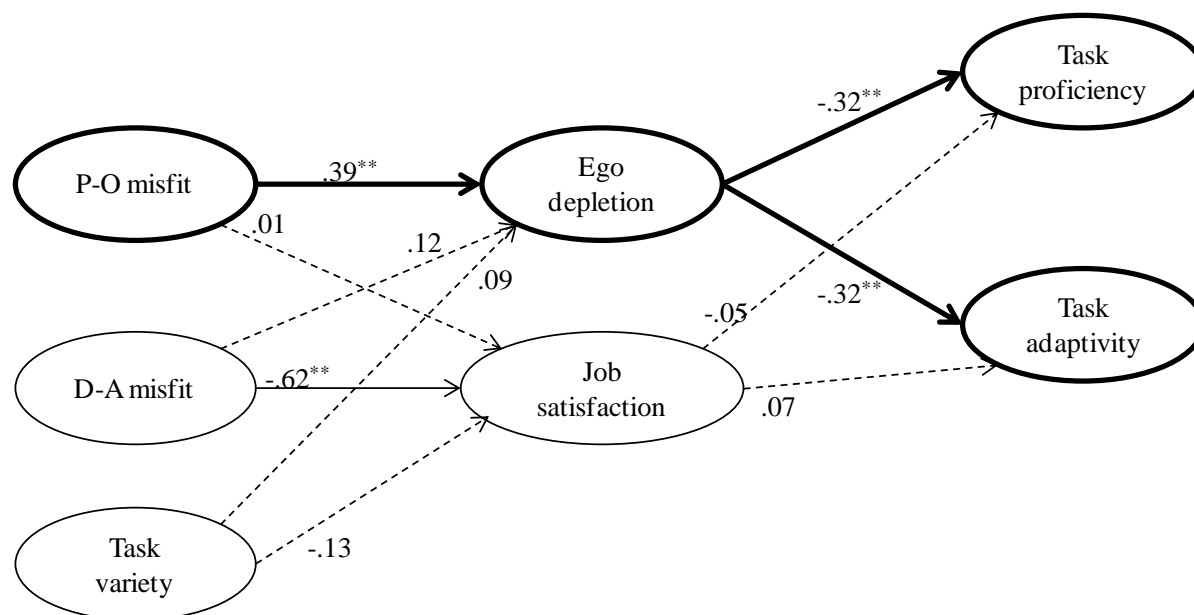 Task
proficiency
-.32**
P-O misfit
.39**
Ego
depletion
.01
.12
.09
-.32**
-.05
Task
adaptivity
D-A misfit
-.62**
Job
satisfaction
.07
Task
variety
-.13